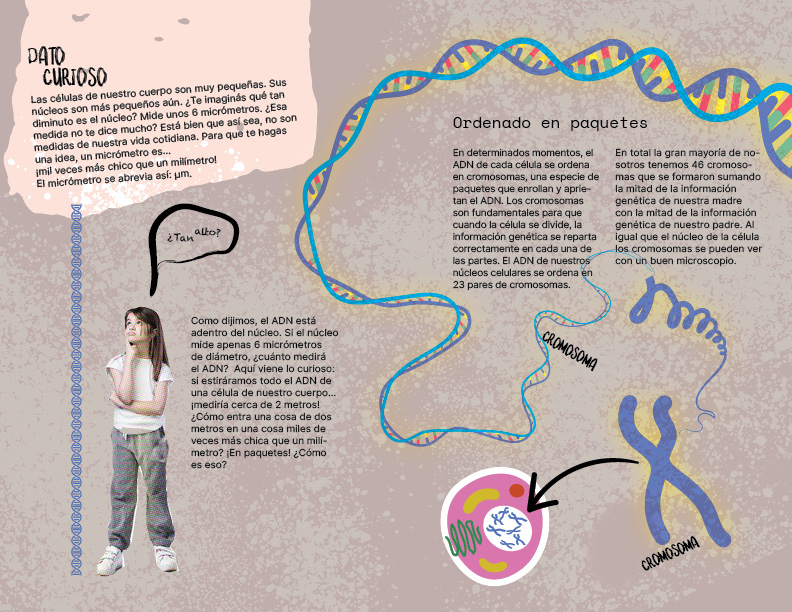 DATO
CURIOSO
Las células de nuestro cuerpo son muy pequeñas. Sus
núcleos son más pequeños aún. ¿Te imaginás qué tan
diminuto es el núcleo? Mide unos 6 micrómetros. ¿Esa
medida no te dice mucho? Está bien que así sea, no son
medidas de nuestra vida cotidiana. Para que te hagas
una idea, un micrómetro es...
¡mil veces más chico que un milímetro!
El micrómetro se abrevia así: µm.
¿Tan alto?
Como dijimos, el ADN está
adentro del núcleo. Si el núcleo
mide apenas 6 micrómetros
de diámetro, ¿cuánto medirá
el ADN? Aquí viene lo curioso:
si estiráramos todo el ADN de
una célula de nuestro cuerpo...
¡mediría cerca de 2 metros!
¿Cómo entra una cosa de dos
metros en una cosa miles de
veces más chica que un milí-
metro? ¡En paquetes! ¿Cómo
es eso?
Ordenado en paquetes
En determinados momentos, el
ADN de cada célula se ordena
en cromosomas, una especie de
paquetes que enrollan y aprie-
tan el ADN. Los cromosomas
son fundamentales para que
cuando la célula se divide, la
información genética se reparta
correctamente en cada una de
las partes. El ADN de nuestros
núcleos celulares se ordena en
23 pares de cromosomas.
En total la gran mayoría de no-
sotros tenemos 46 cromoso-
mas que se formaron sumando
la mitad de la información
genética de nuestra madre
con la mitad de la información
genética de nuestro padre. Al
igual que el núcleo de la célula
los cromosomas se pueden ver
con un buen microscopio.
CROMOSOMA
CROMOSOMA